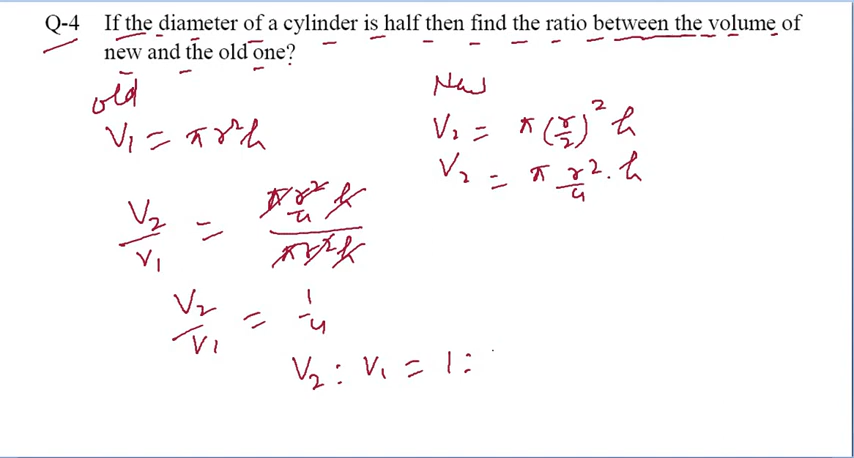 Q-4 If the diameter of a cylinder is half then find the ratio between the volume of
new and the old one?
old
V₁ = πr²h
New
V₂ = π(r/2)²h
V₂ = π r²/4 . h
V₂/V₁ = π r²/4 h / πr²h
V₂/V₁ = 1/4
V₂ : V₁ = 1 :